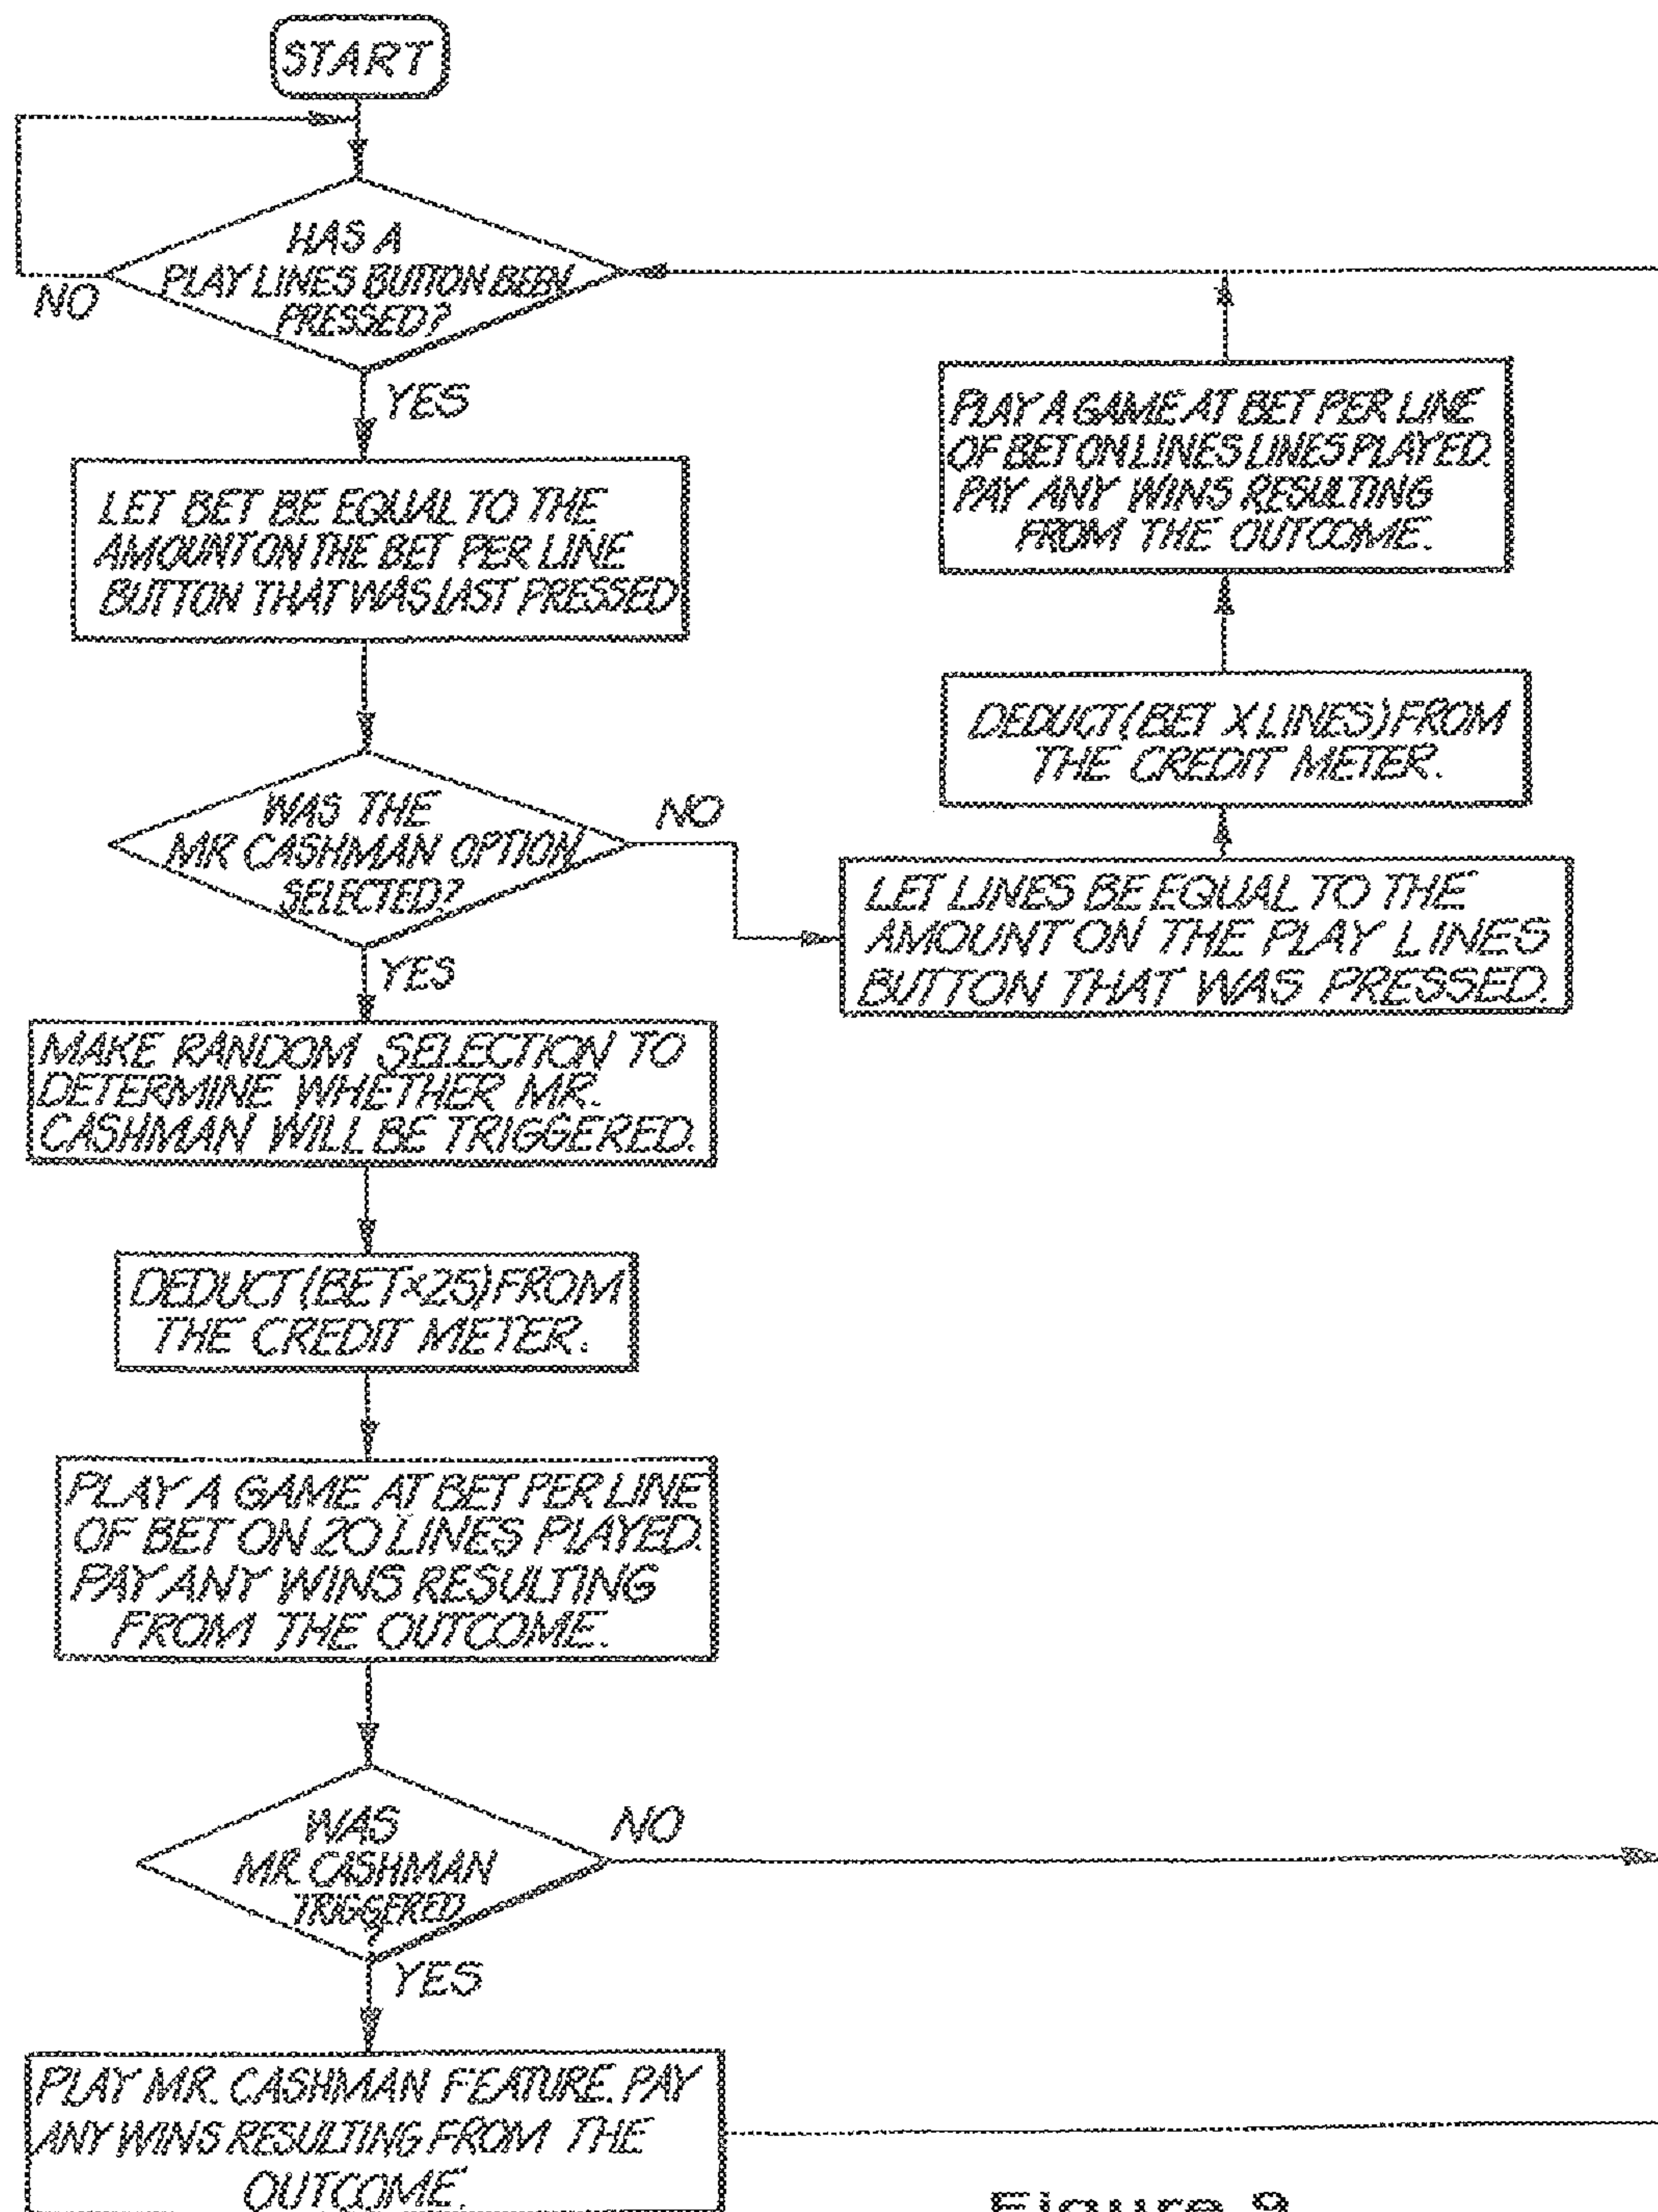 START
HAS A
PLAY LINES BUTTON BEEN
PRESSED?
NO
YES
LET BET BE EQUAL TO THE
AMOUNT ON THE BET PER LINE
BUTTON THAT WAS LAST PRESSED
WAS THE
MR CASHMAN OPTION
SELECTED?
NO
YES
LET LINES BE EQUAL TO THE
AMOUNT ON THE PLAY LINES
BUTTON THAT WAS PRESSED.
DEDUCT (BET X LINES) FROM
THE CREDIT METER.
PLAY A GAME AT BET PER LINE
OF BET ON LINES LINES PLAYED.
PAY ANY WINS RESULTING
FROM THE OUTCOME.
MAKE RANDOM SELECTION TO
DETERMINE WHETHER MR.
CASHMAN WILL BE TRIGGERED.
DEDUCT (BET x 25) FROM
THE CREDIT METER.
PLAY A GAME AT BET PER LINE
OF BET ON 20 LINES PLAYED.
PAY ANY WINS RESULTING
FROM THE OUTCOME.
WAS
MR. CASHMAN
TRIGGERED
?
NO
YES
PLAY MR. CASHMAN FEATURE. PAY
ANY WINS RESULTING FROM THE
OUTCOME.
Figure